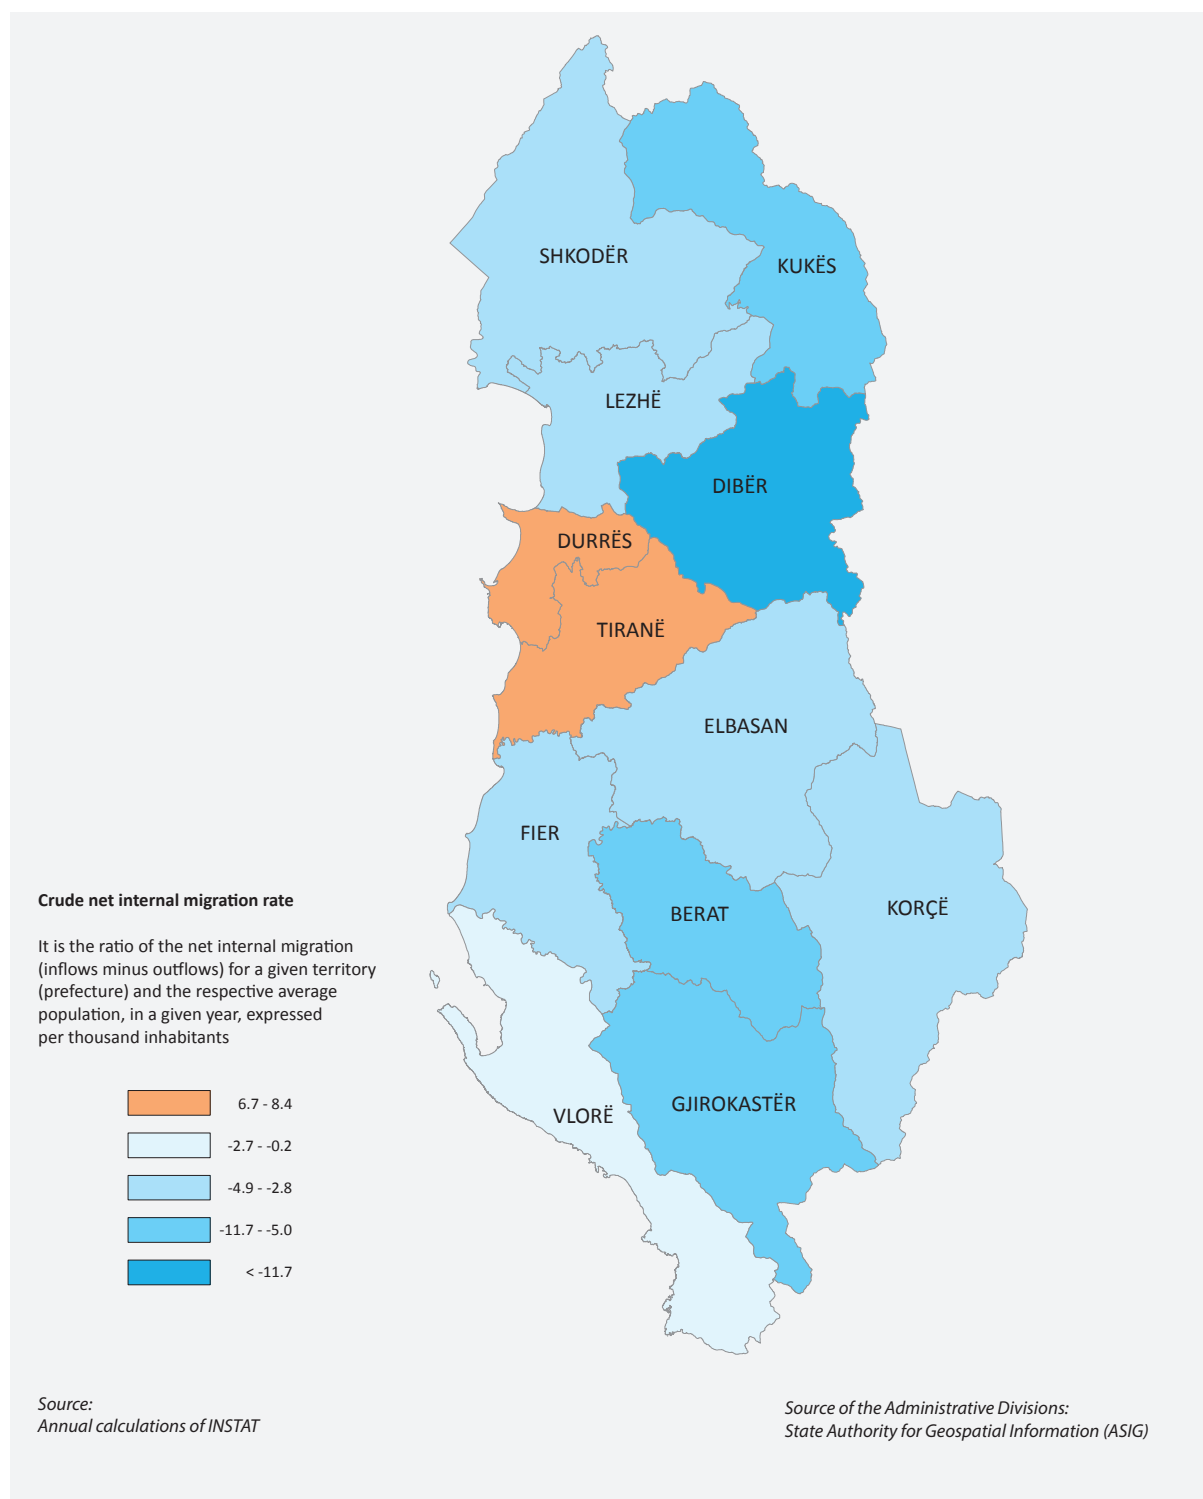 SHKODËR
KUKËS
LEZHË
DIBËR
DURRËS
TIRANË
ELBASAN
FIER
KORÇË
BERAT
GJIROKASTËR
VLORË
Crude net internal migration rate
It is the ratio of the net internal migration
(inflows minus outflows) for a given territory
(prefecture) and the respective average
population, in a given year, expressed
per thousand inhabitants
6.7 - 8.4
-2.7 - -0.2
-4.9 - -2.8
-11.7 - -5.0
< -11.7
Source:
Annual calculations of INSTAT
Source of the Administrative Divisions:
State Authority for Geospatial Information (ASIG)